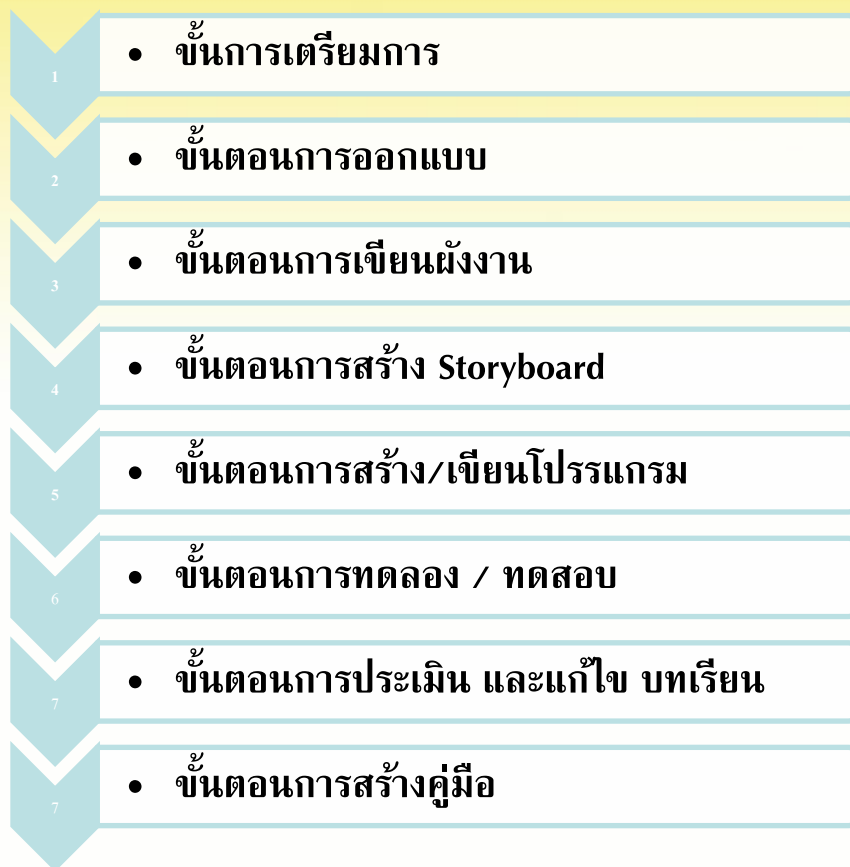 1
• ขั้นการเตรียมการ
2
• ขั้นตอนการออกแบบ
3
• ขั้นตอนการเขียนผังงาน
4
• ขั้นตอนการสร้าง Storyboard
5
• ขั้นตอนการสร้าง/เขียนโปรรแกรม
6
• ขั้นตอนการทดลอง / ทดสอบ
7
• ขั้นตอนการประเมิน และแก้ไข บทเรียน
7
• ขั้นตอนการสร้างคู่มือ